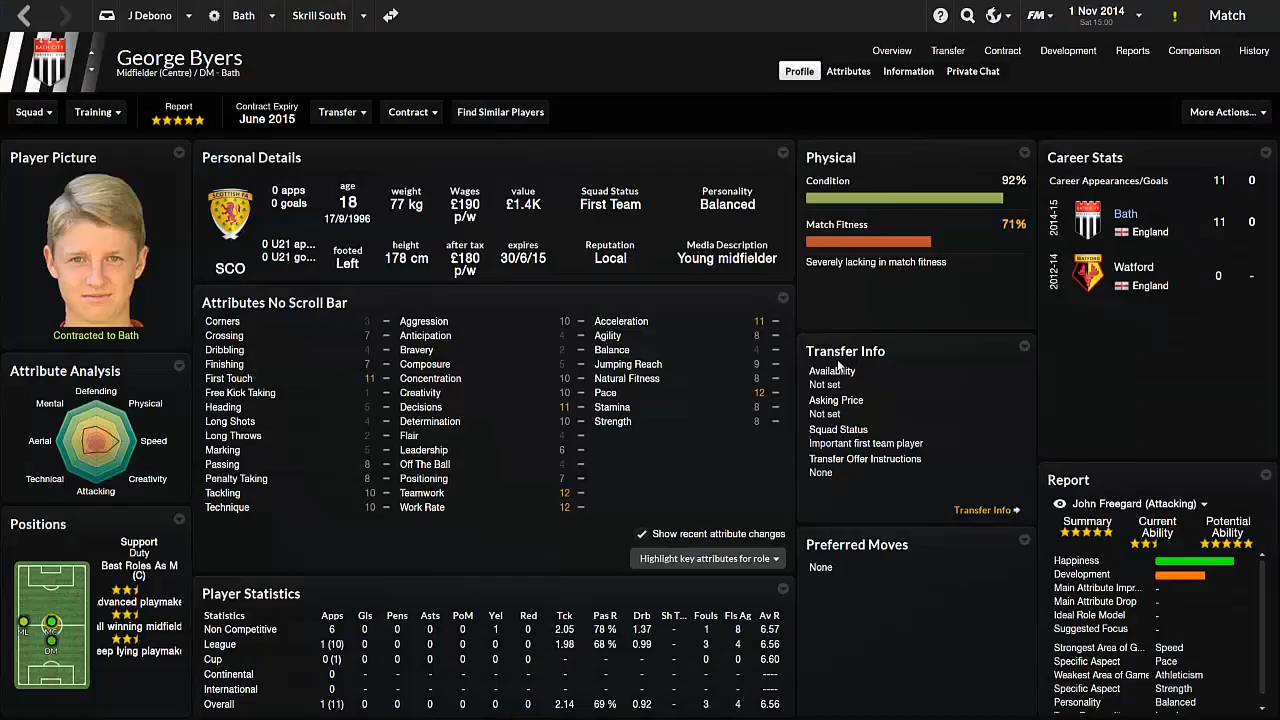 J Debono
Bath
Skrill South
FM
1 Nov 2014
Sat 15:00
!
Match
BATH CITY
George Byers
Midfielder (Centre) / DM - Bath
Overview Transfer Contract Development Reports Comparison History
Profile Attributes Information Private Chat
Squad
Training
Report
Contract Expiry
June 2015
Transfer
Contract
Find Similar Players
More Actions...
Player Picture
Contracted to Bath
Attribute Analysis
Defending
Mental Physical
Aerial Speed
Technical Creativity
Attacking
Positions
Support
Duty
Best Roles As M
(C)
dvanced playmake
ll winning midfield
eep lying playmake
ML MC
DM
Personal Details
SCOTTISH FA
SCO
0 apps
0 goals
0 U21 ap...
0 U21 go...
age
18
17/9/1996
footed
Left
weight
77 kg
height
178 cm
Wages
£190
p/w
after tax
£180
p/w
value
£1.4K
expires
30/6/15
Squad Status
First Team
Reputation
Local
Personality
Balanced
Media Description
Young midfielder
Attributes No Scroll Bar
Corners 3 - Aggression 10 - Acceleration 11 -
Crossing 7 - Anticipation 4 - Agility 8 -
Dribbling 4 - Bravery 2 - Balance 4 -
Finishing 7 - Composure 5 - Jumping Reach 9 -
First Touch 11 - Concentration 10 - Natural Fitness 8 -
Free Kick Taking 1 - Creativity 10 - Pace 12 -
Heading 5 - Decisions 11 - Stamina 8 -
Long Shots 4 - Determination 10 - Strength 8 -
Long Throws 2 - Flair 4 -
Marking 5 - Leadership 6 -
Passing 8 - Off The Ball 4 -
Penalty Taking 8 - Positioning 7 -
Tackling 10 - Teamwork 12 -
Technique 10 - Work Rate 12 -
Show recent attribute changes
Highlight key attributes for role
Player Statistics
Statistics Apps Gls Pens Asts PoM Yel Red Tck Pas R Drb Sh T... Fouls Fls Ag Av R
Non Competitive 6 0 0 0 0 1 0 2.05 78 % 1.37 - 1 8 6.57
League 1 (10) 0 0 0 0 0 0 1.98 68 % 0.99 - 3 4 6.56
Cup 0 (1) - - - - - - - - - - 0 0 6.60
Continental 0 - - - - - - - - - - - - ----
International 0 - - - - - - - - - - - - ----
Overall 1 (11) 0 0 0 0 0 0 2.14 69 % 0.92 - 3 4 6.56
Physical
Condition 92%
Match Fitness 71%
Severely lacking in match fitness
Transfer Info
Availability
Not set
Asking Price
Not set
Squad Status
Important first team player
Transfer Offer Instructions
None
Transfer Info
Preferred Moves
None
Career Stats
Career Appearances/Goals 11 0
2014-15 Bath 11 0
England
2012-14 Watford 0 -
England
Report
John Freegard (Attacking)
Summary
Current
Ability
Potential
Ability
Happiness
Development
Main Attribute Impr... -
Main Attribute Drop -
Ideal Role Model -
Suggested Focus -
Strongest Area of G... Speed
Specific Aspect Pace
Weakest Area of Game Athleticism
Specific Aspect Strength
Personality Balanced